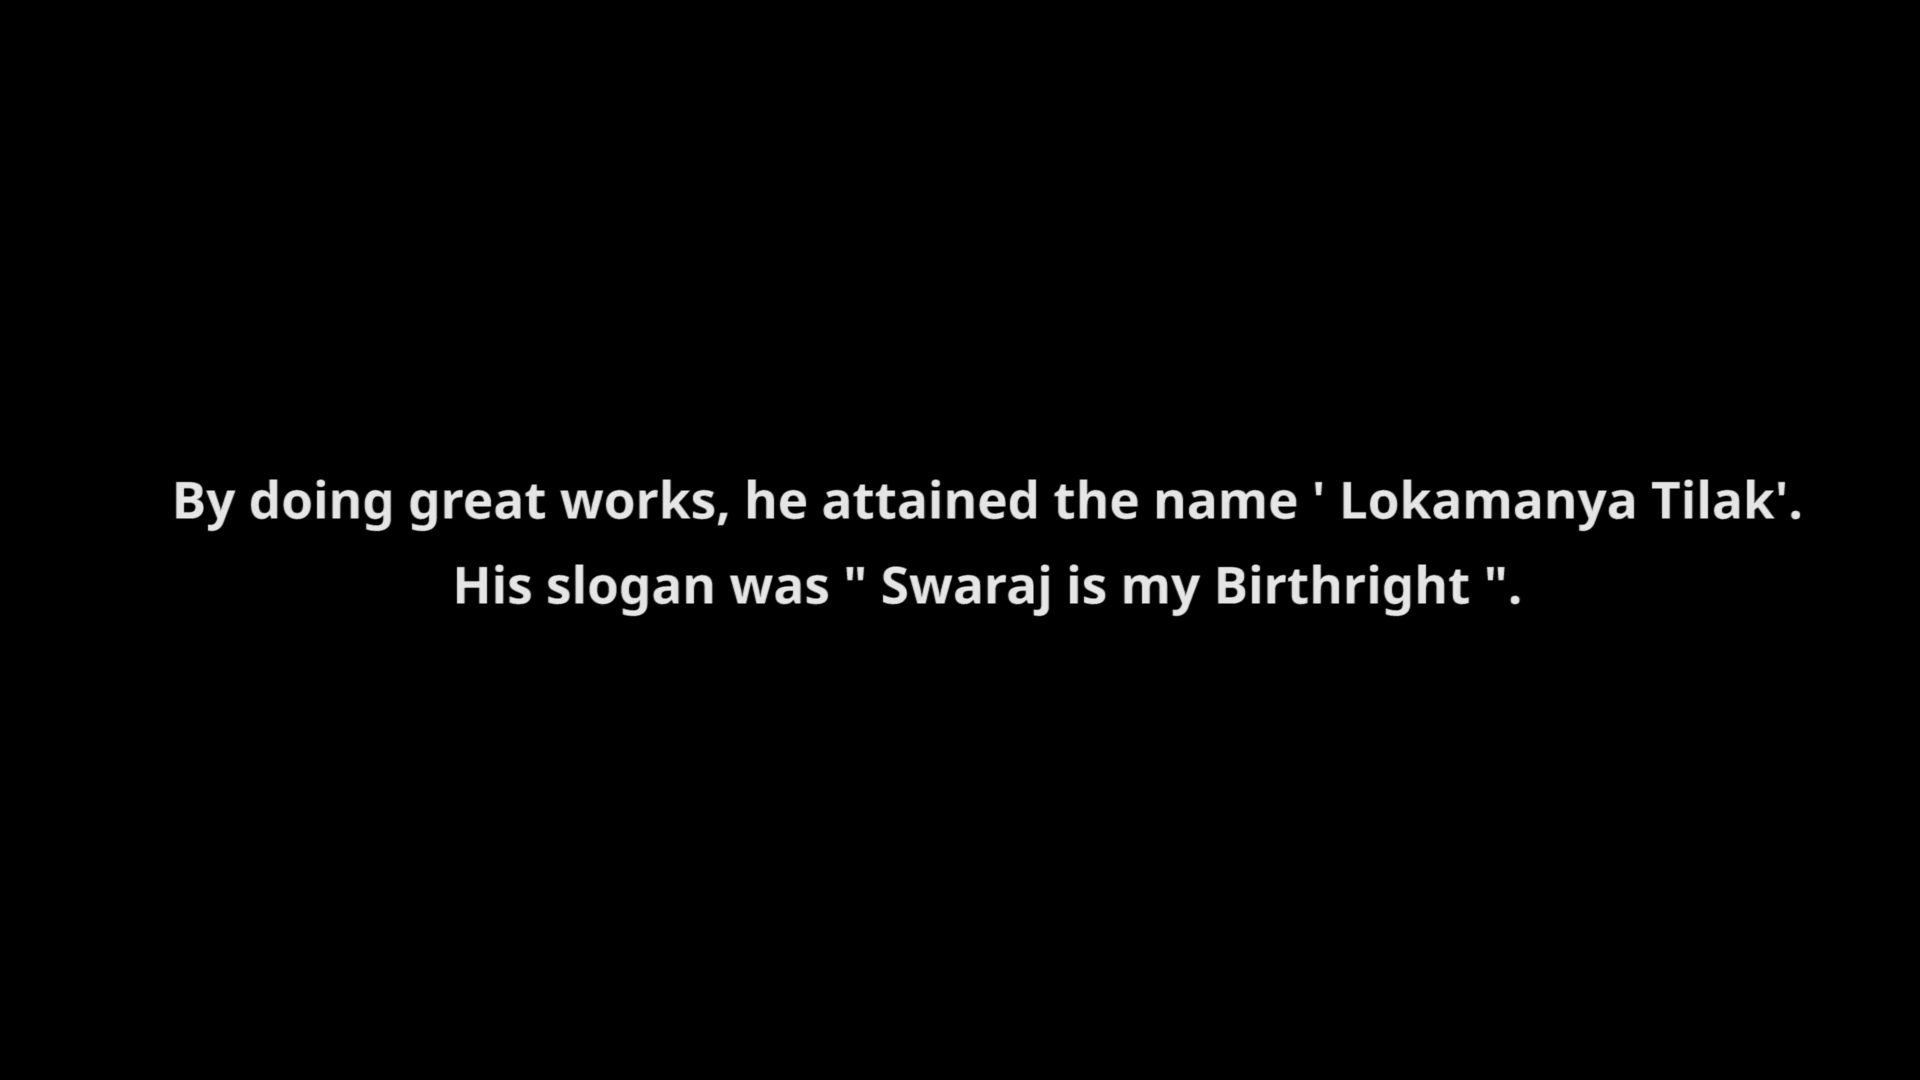 By doing great works, he attained the name ' Lokamanya Tilak'.
His slogan was " Swaraj is my Birthright ".